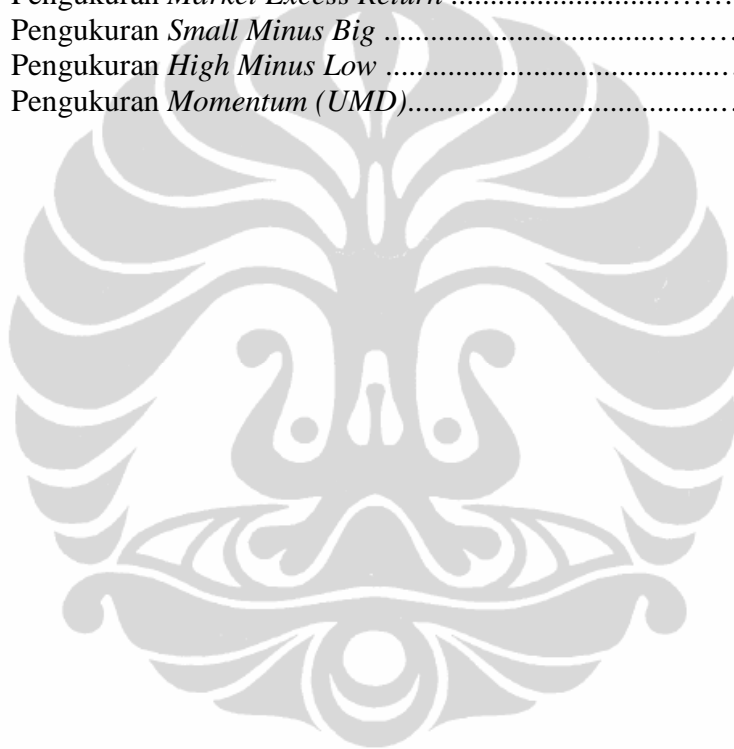 Pengukuran Market Excess Return ................................……
Pengukuran Small Minus Big ..........................................………
Pengukuran High Minus Low ...................................................…
Pengukuran Momentum (UMD)..................................................…